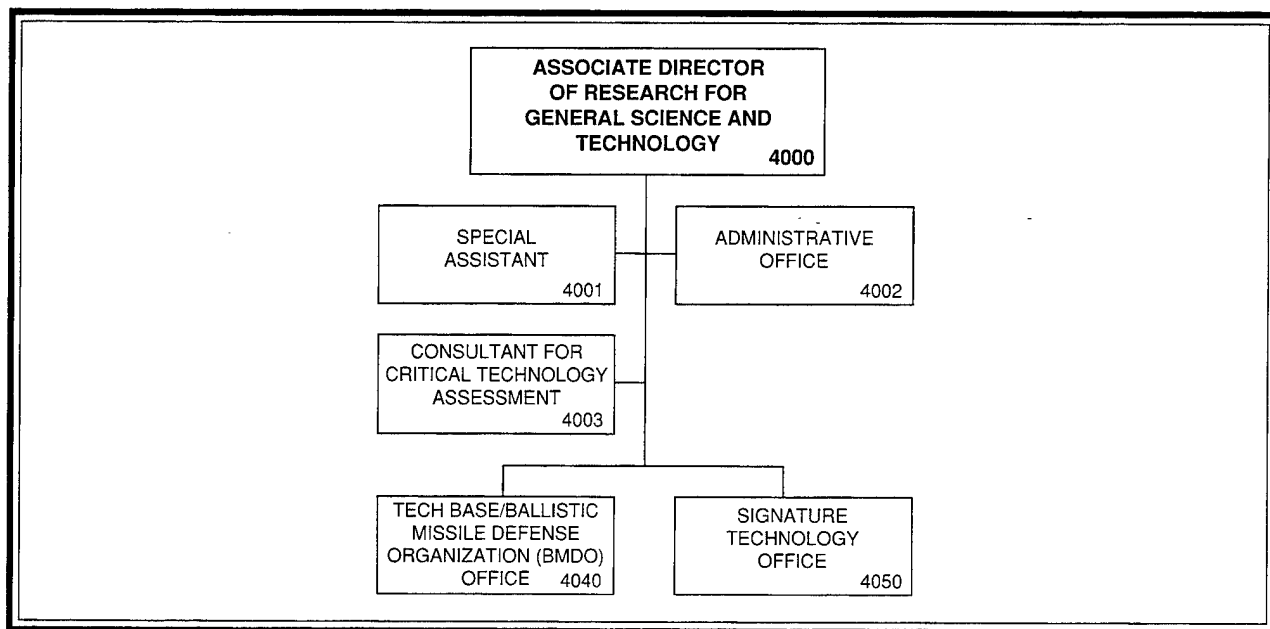 ASSOCIATE DIRECTOR
OF RESEARCH FOR
GENERAL SCIENCE AND
TECHNOLOGY
4000
SPECIAL
ASSISTANT
4001
ADMINISTRATIVE
OFFICE
4002
CONSULTANT FOR
CRITICAL TECHNOLOGY
ASSESSMENT
4003
TECH BASE/BALLISTIC
MISSILE DEFENSE
ORGANIZATION (BMDO)
OFFICE 4040
SIGNATURE
TECHNOLOGY
OFFICE
4050